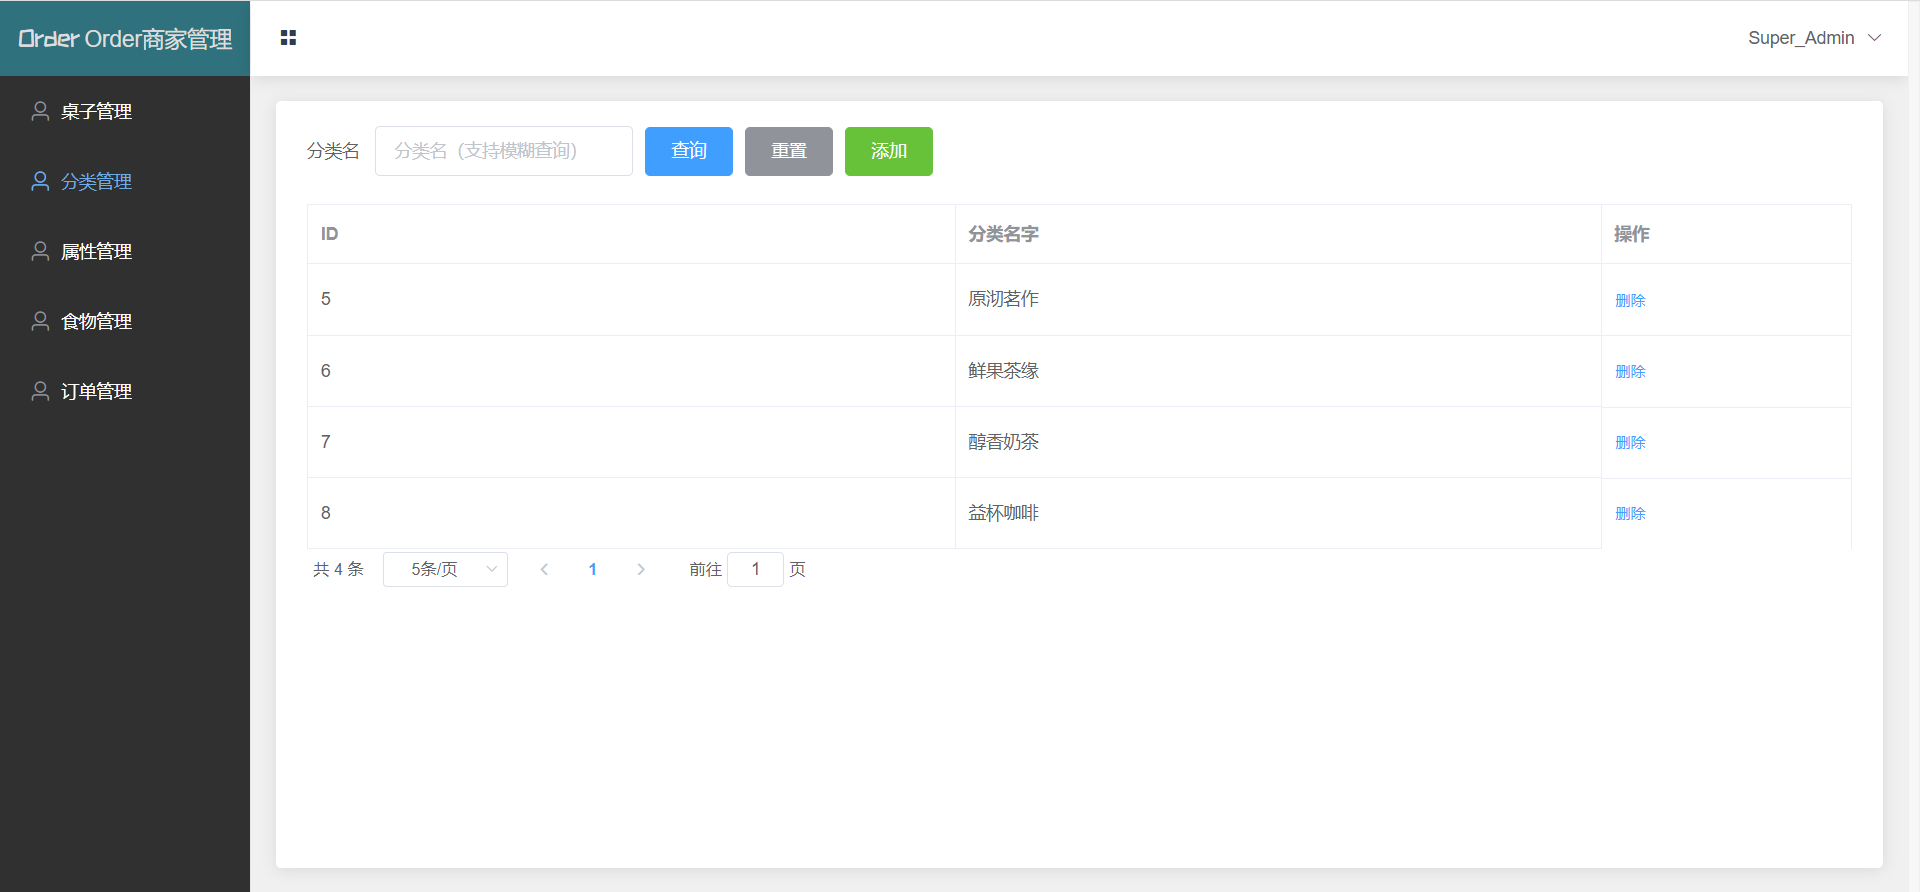 Order Order商家管理
Super_Admin
桌子管理
分类管理
属性管理
食物管理
订单管理
分类名 分类名（支持模糊查询） 查询 重置 添加
ID 分类名字 操作
5 原沏茗作 删除
6 鲜果茶缘 删除
7 醇香奶茶 删除
8 益杯咖啡 删除
共 4 条 5条/页 1 前往 1 页